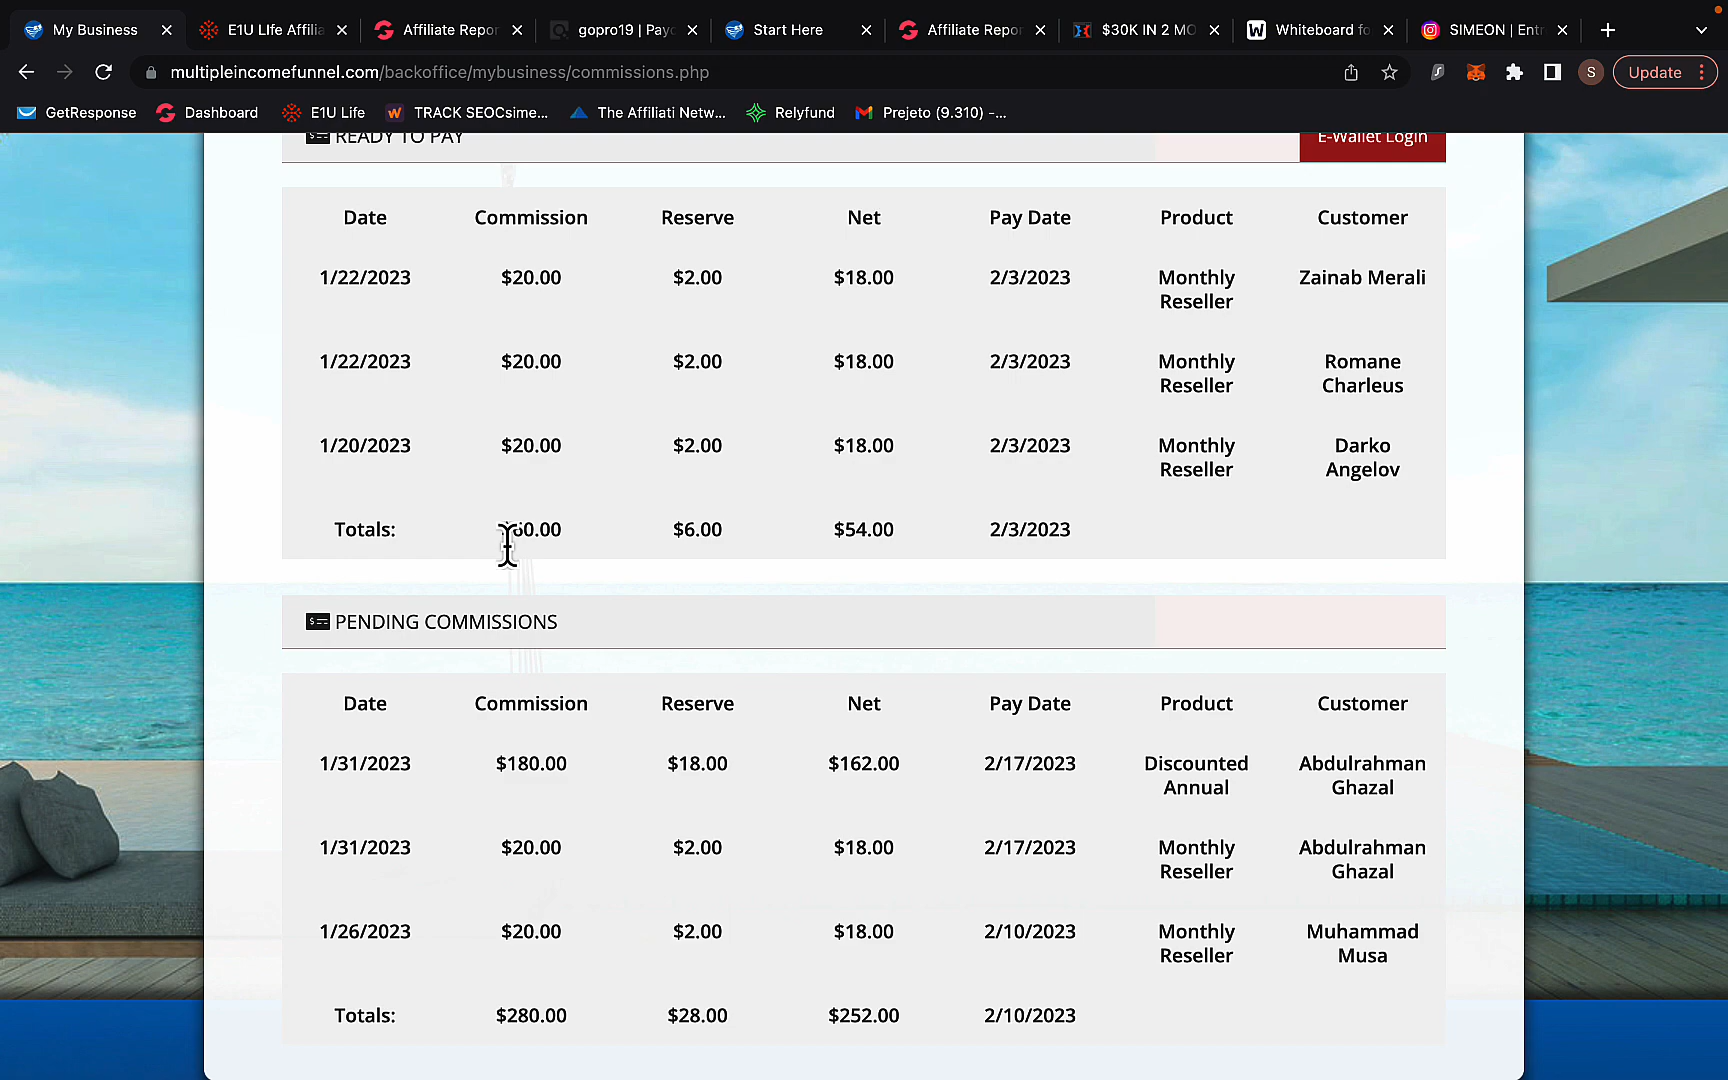 My Business
E1U LIfe Affilia
Affiliate Repor
gopro19 | Payo
Start Here
Affiliate Repor
$30K IN 2 MO
Whiteboard fo
SIMEON | Entr
multipleincomefunnel.com/backoffice/mybusiness/commissions.php
S
Update
GetResponse
Dashboard
E1U Life
TRACK SEOCsime...
The Affiliati Netw...
Relyfund
Prejeto (9.310) –...
READY TO PAY
E-Wallet Login
Date Commission Reserve Net Pay Date Product Customer
1/22/2023 $20.00 $2.00 $18.00 2/3/2023 Monthly Reseller Zainab Merali
1/22/2023 $20.00 $2.00 $18.00 2/3/2023 Monthly Reseller Romane Charleus
1/20/2023 $20.00 $2.00 $18.00 2/3/2023 Monthly Reseller Darko Angelov
Totals: $60.00 $6.00 $54.00 2/3/2023
PENDING COMMISSIONS
Date Commission Reserve Net Pay Date Product Customer
1/31/2023 $180.00 $18.00 $162.00 2/17/2023 Discounted Annual Abdulrahman Ghazal
1/31/2023 $20.00 $2.00 $18.00 2/17/2023 Monthly Reseller Abdulrahman Ghazal
1/26/2023 $20.00 $2.00 $18.00 2/10/2023 Monthly Reseller Muhammad Musa
Totals: $280.00 $28.00 $252.00 2/10/2023